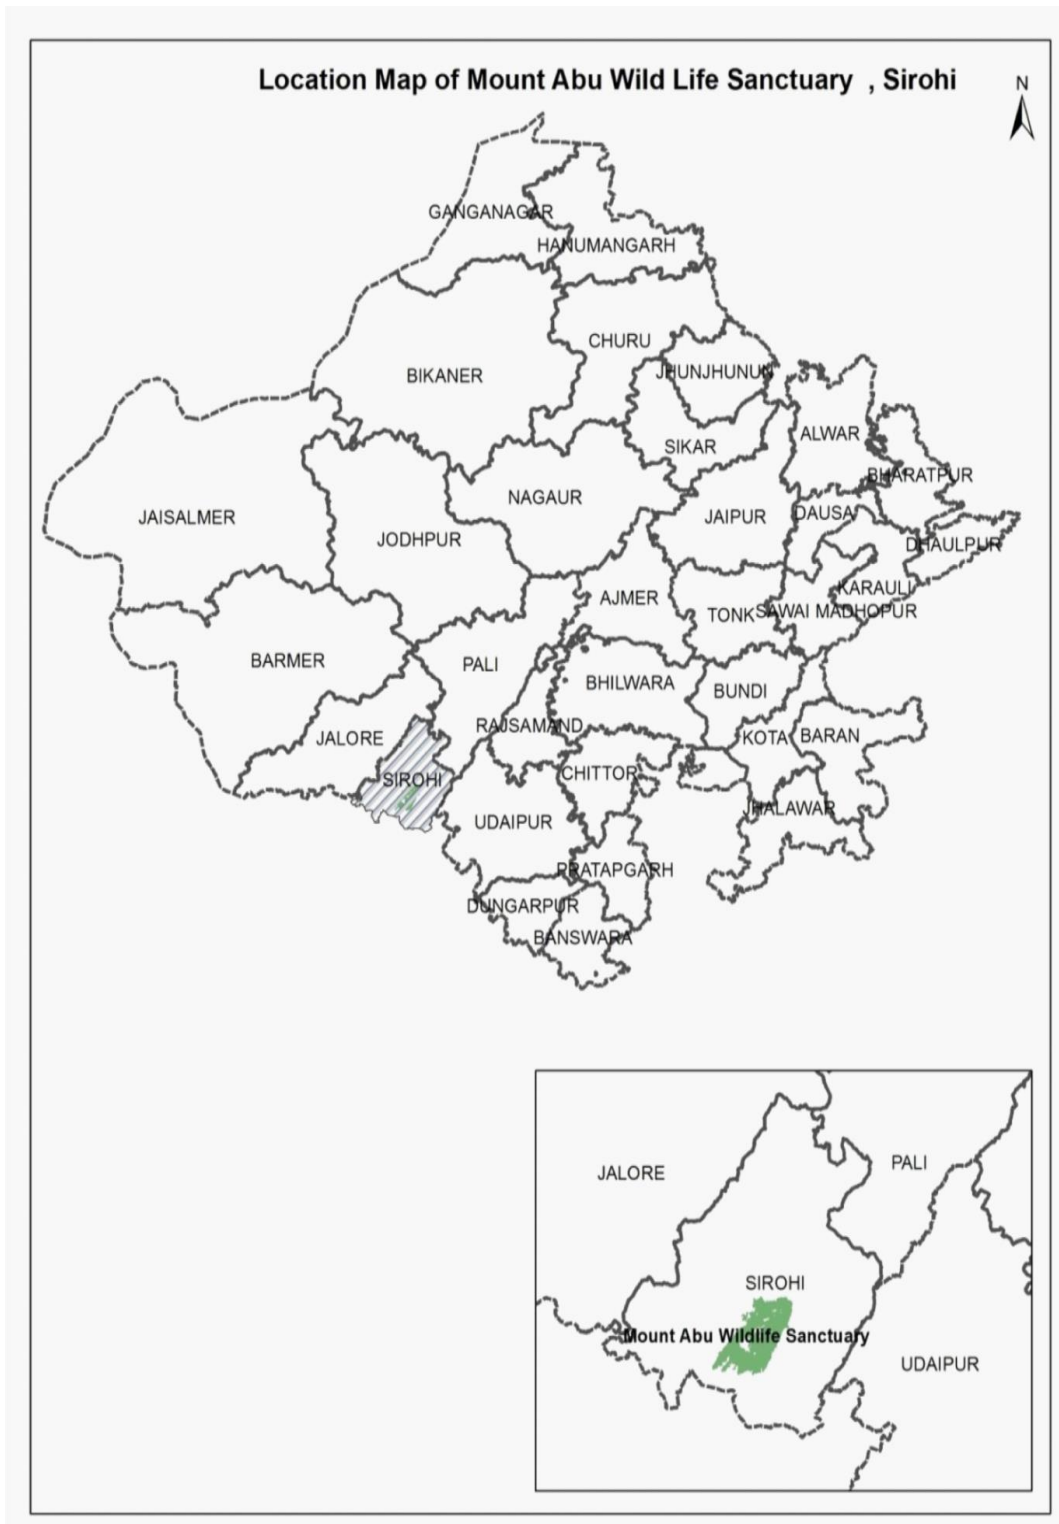 Location Map of Mount Abu Wild Life Sanctuary , Sirohi
N
GANGANAGAR
HANUMANGARH
CHURU
JHUNJHUNUN
BIKANER
ALWAR
SIKAR
BHARATPUR
NAGAUR
JAISALMER
JAIPUR
DAUSA
JODHPUR
DHAULPUR
KARAULI
AJMER
TONK
SAWAI MADHOPUR
BARMER
PALI
BHILWARA
BUNDI
RAJSAMAND
JALORE
KOTA
BARAN
CHITTOR
SIROHI
JHALAWAR
UDAIPUR
PRATAPGARH
DUNGARPUR
BANSWARA
PALI
JALORE
SIROHI
Mount Abu Wildlife Sanctuary
UDAIPUR